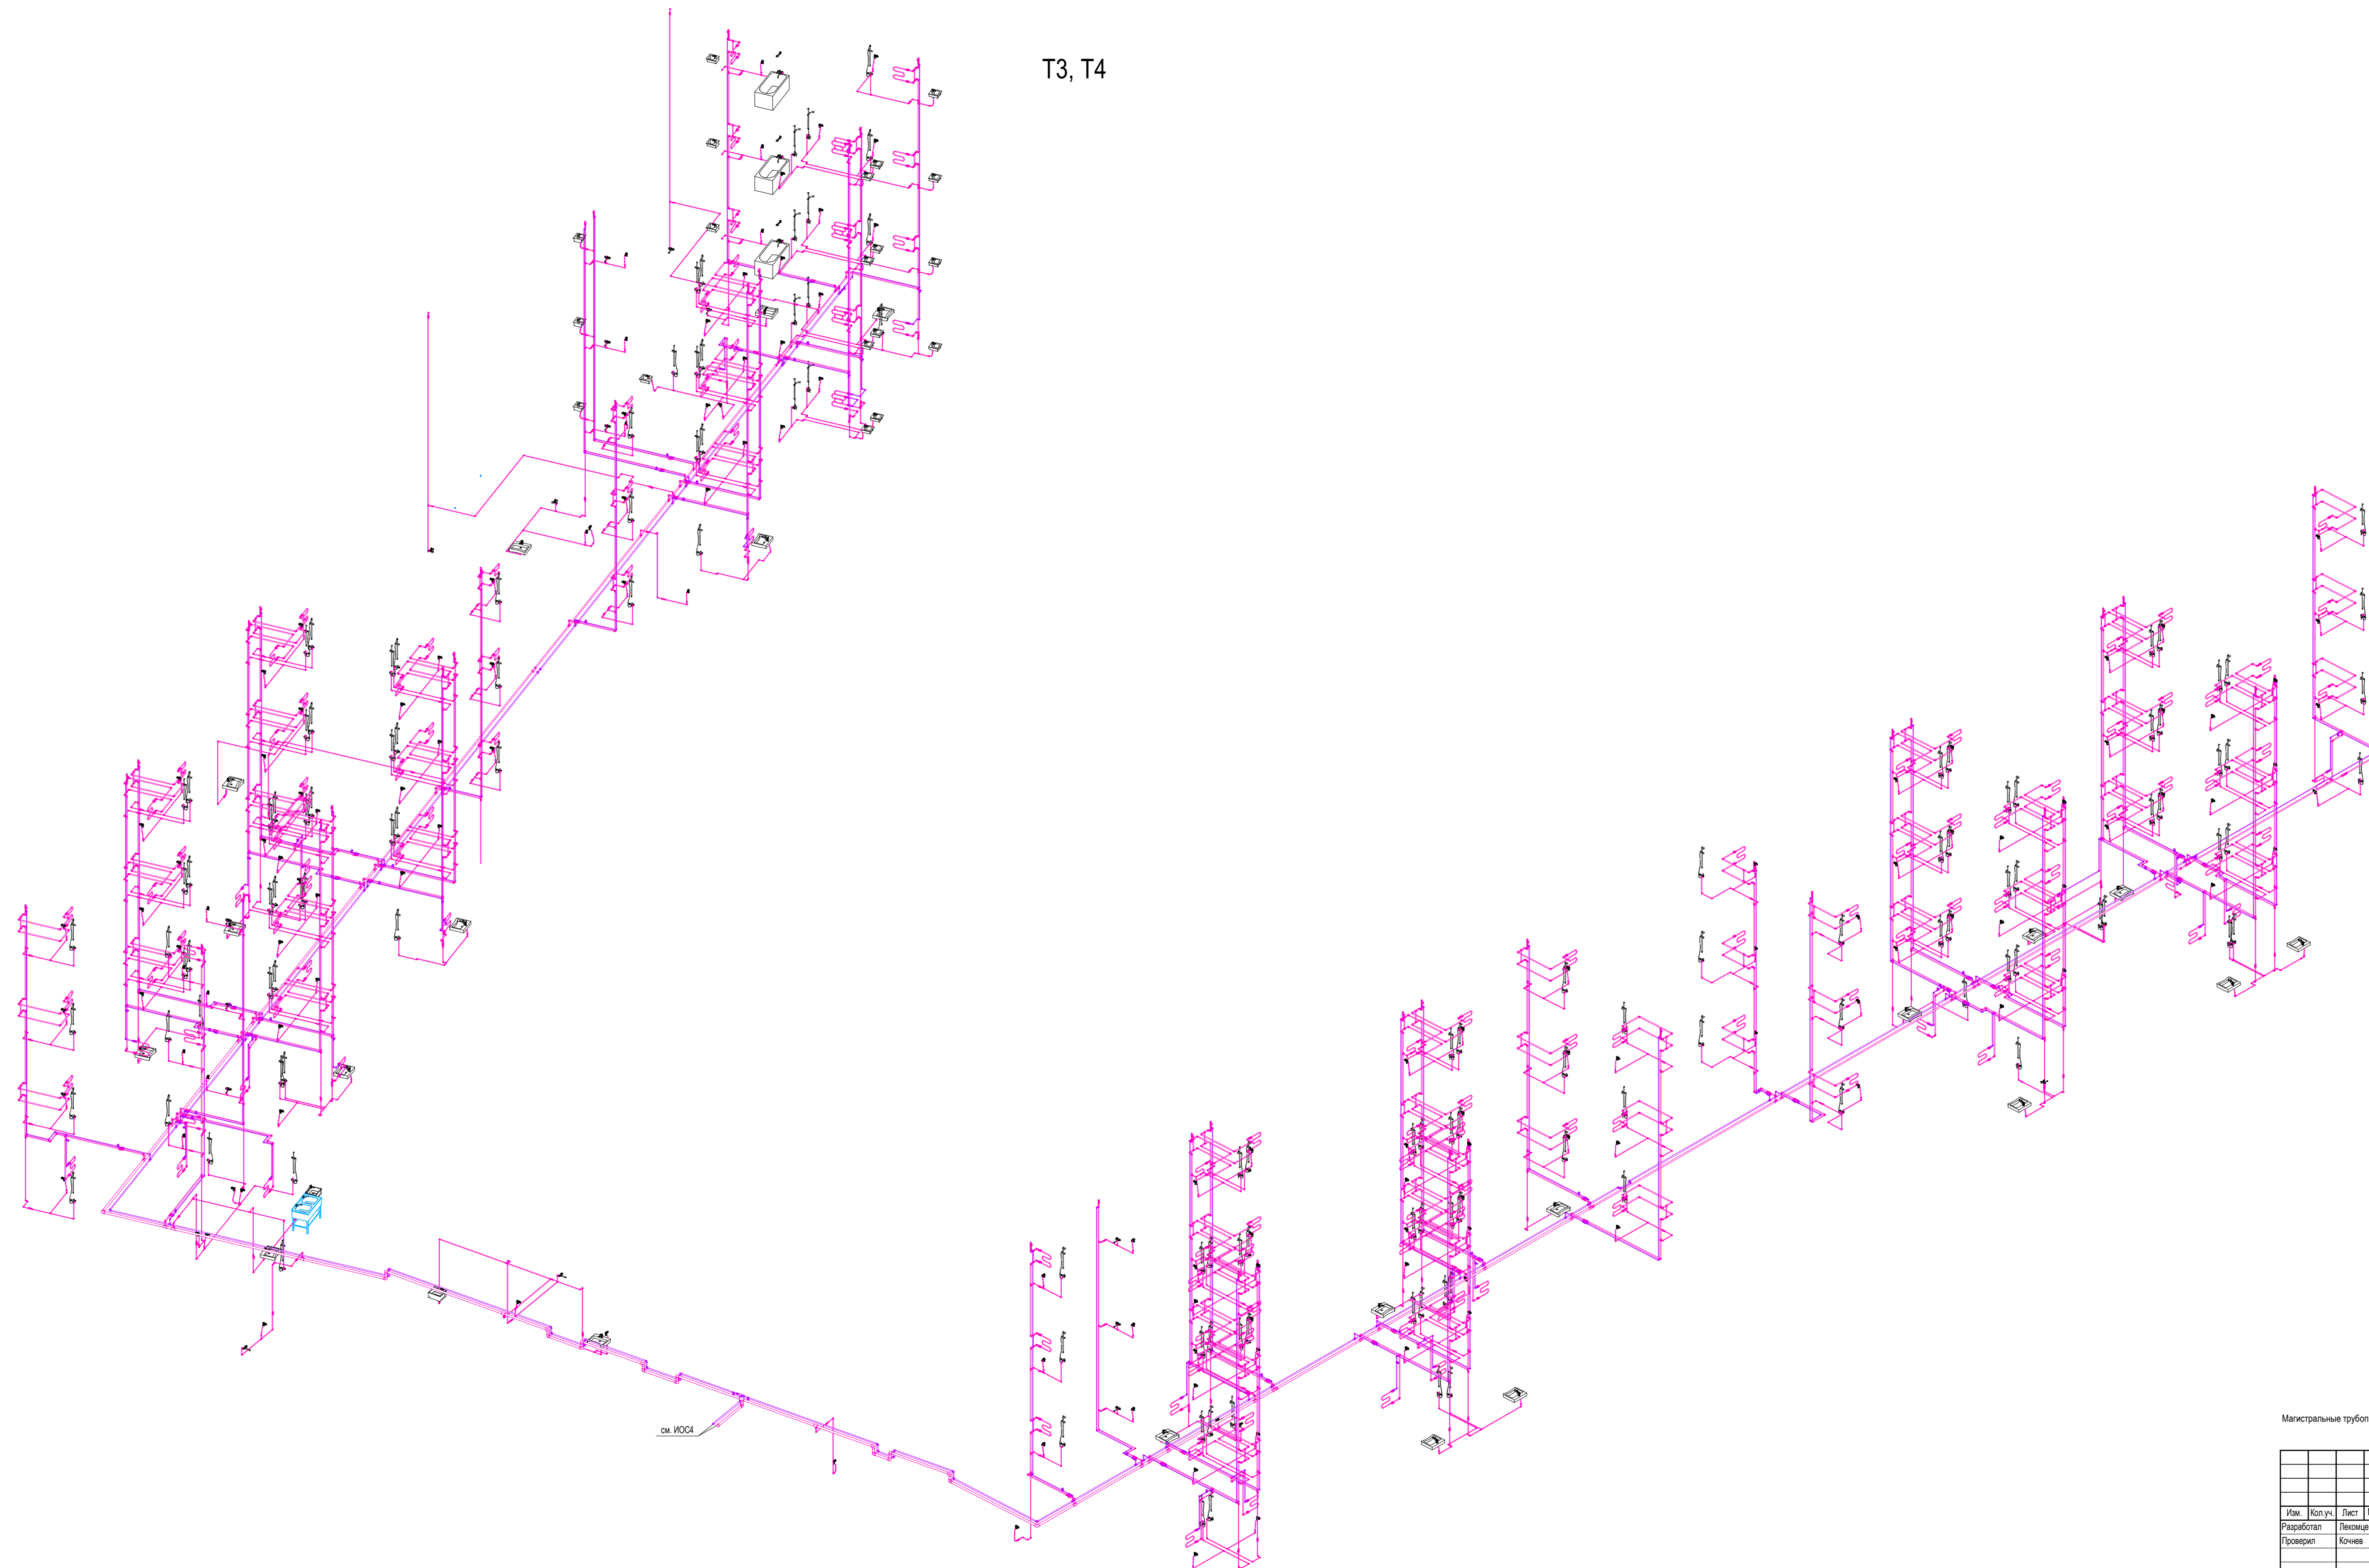 Т3, Т4
см. ИОС4
Магистральные трубоп
Изм. Кол.уч. Лист
Разработал Лекомце
Проверил Кочнев